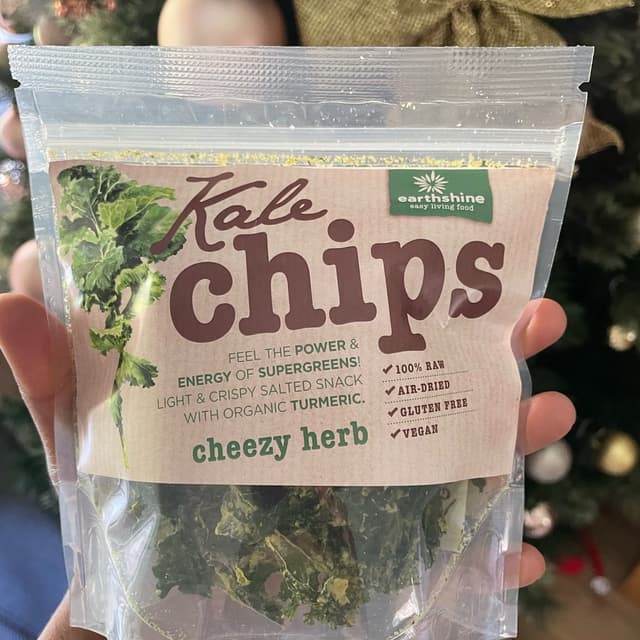 Kale
chips
earthshine
easy living food
FEEL THE POWER &
ENERGY OF SUPERGREENS!
LIGHT & CRISPY SALTED SNACK
WITH ORGANIC TURMERIC.
cheezy herb
✔100% RAW
✔AIR-DRIED
✔GLUTEN FREE
✔VEGAN